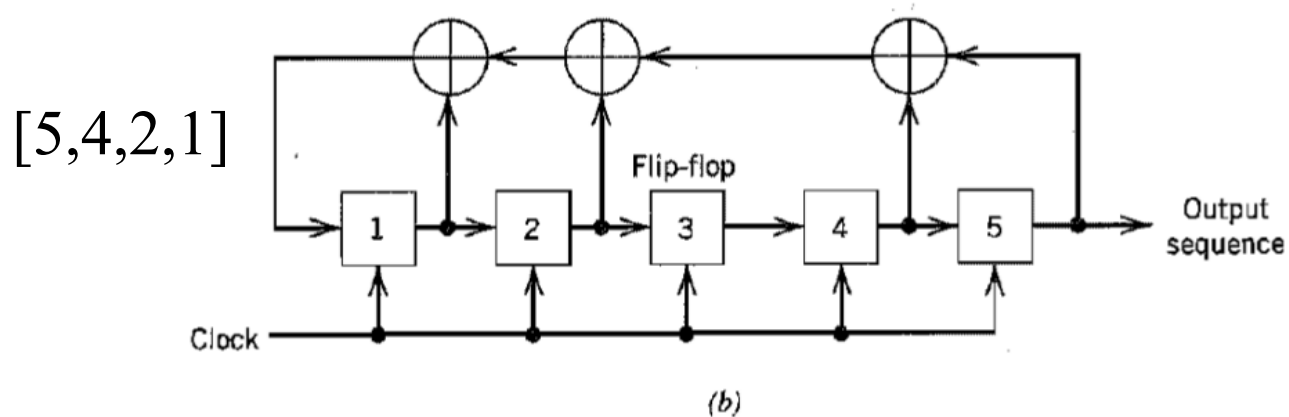 [5,4,2,1]
Flip-flop
1
2
3
4
5
Output
sequence
Clock
(b)